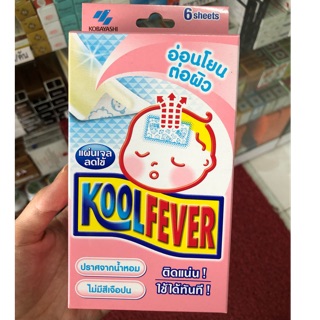 KOBAYASHI
6 sheets
อ่อนโยน
ต่อผิว
แผ่นเจล
ลดไข้
KOOLFEVER
ปราศจากน้ำหอม
ไม่มีสีเจือปน
ติดแน่น !
ใช้ได้ทันที !